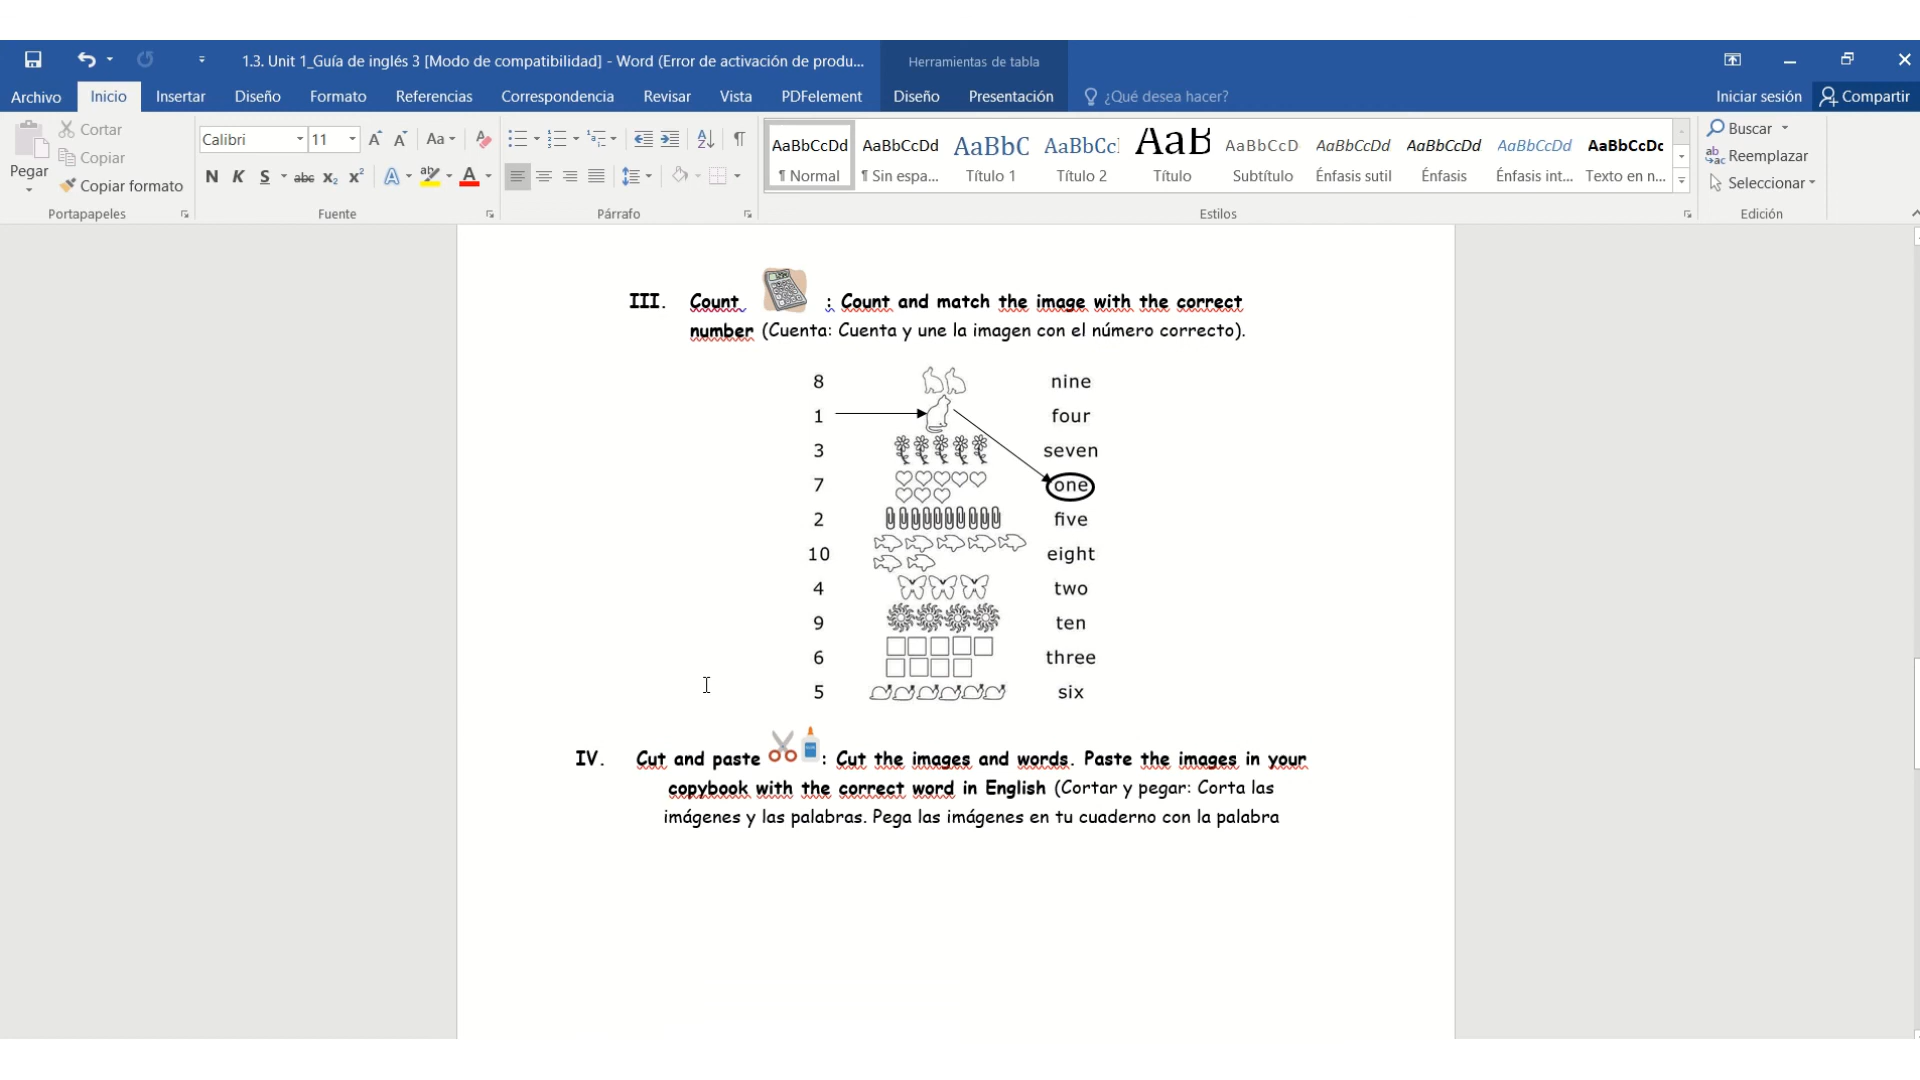 1.3. Unit 1_Guía de inglés 3 [Modo de compatibilidad] - Word (Error de activación de produ...
Herramientas de tabla
Archivo Inicio Insertar Diseño Formato Referencias Correspondencia Revisar Vista PDFelement Diseño Presentación ¿Qué desea hacer? Iniciar sesión Compartir
Pegar
Cortar
Copiar
Copiar formato
Portapapeles
Calibri 11
Aa
N K S abc x₂ x²
Fuente
Párrafo
AaBbCcDd AaBbCcDd AaBbC AaBbCc AaB AaBbCcD AaBbCcDd AaBbCcDd AaBbCcDd AaBbCcDc
¶ Normal ¶ Sin espa... Título 1 Título 2 Título Subtítulo Énfasis sutil Énfasis Énfasis int... Texto en n...
Estilos
Buscar
Reemplazar
Seleccionar
Edición
III. Count : Count and match the image with the correct
number (Cuenta: Cuenta y une la imagen con el número correcto).
8 nine
1 four
3 seven
7 one
2 five
10 eight
4 two
9 ten
6 three
5 six
IV. Cut and paste : Cut the images and words. Paste the images in your
copybook with the correct word in English (Cortar y pegar: Corta las
imágenes y las palabras. Pega las imágenes en tu cuaderno con la palabra